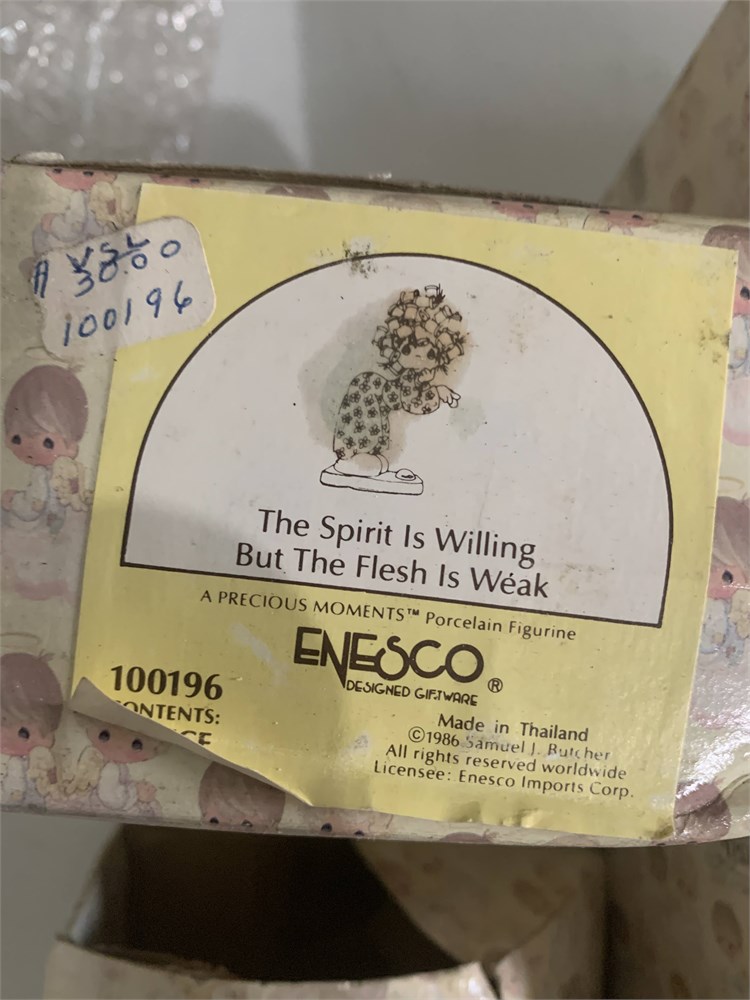 30.00
100196
The Spirit Is Willing
But The Flesh Is Weak
A PRECIOUS MOMENTS™ Porcelain Figurine
ENESCO®
DESIGNED GIFTWARE
100196
CONTENTS:
Made in Thailand
©1986 Samuel J. Butcher
All rights reserved worldwide
Licensee: Enesco Imports Corp.